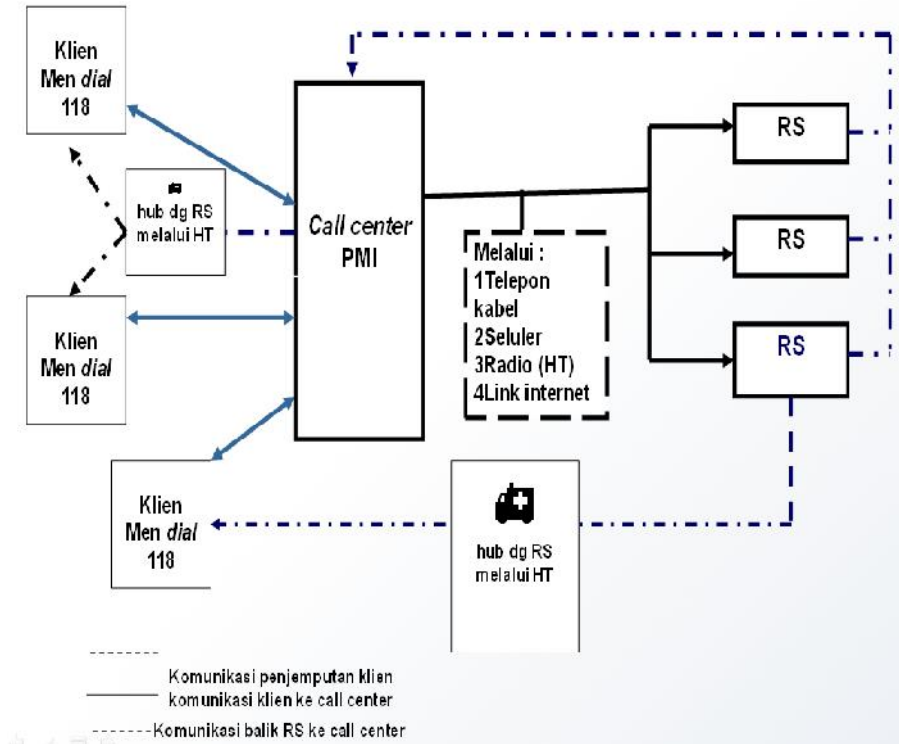 Klien
Men dial
118
hub dg RS
melalui HT
Klien
Men dial
118
Klien
Men dial
118
Call center
PMI
Melalui :
1Telepon
kabel
2Seluler
3Radio (HT)
4Link internet
RS
RS
RS
hub dg RS
melalui HT
Komunikasi penjemputan klien
komunikasi klien ke call center
Komunikasi balik RS ke call center